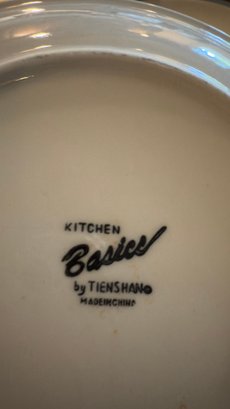 KITCHEN
Basics
by TIENSHAN®
MADE IN CHINA